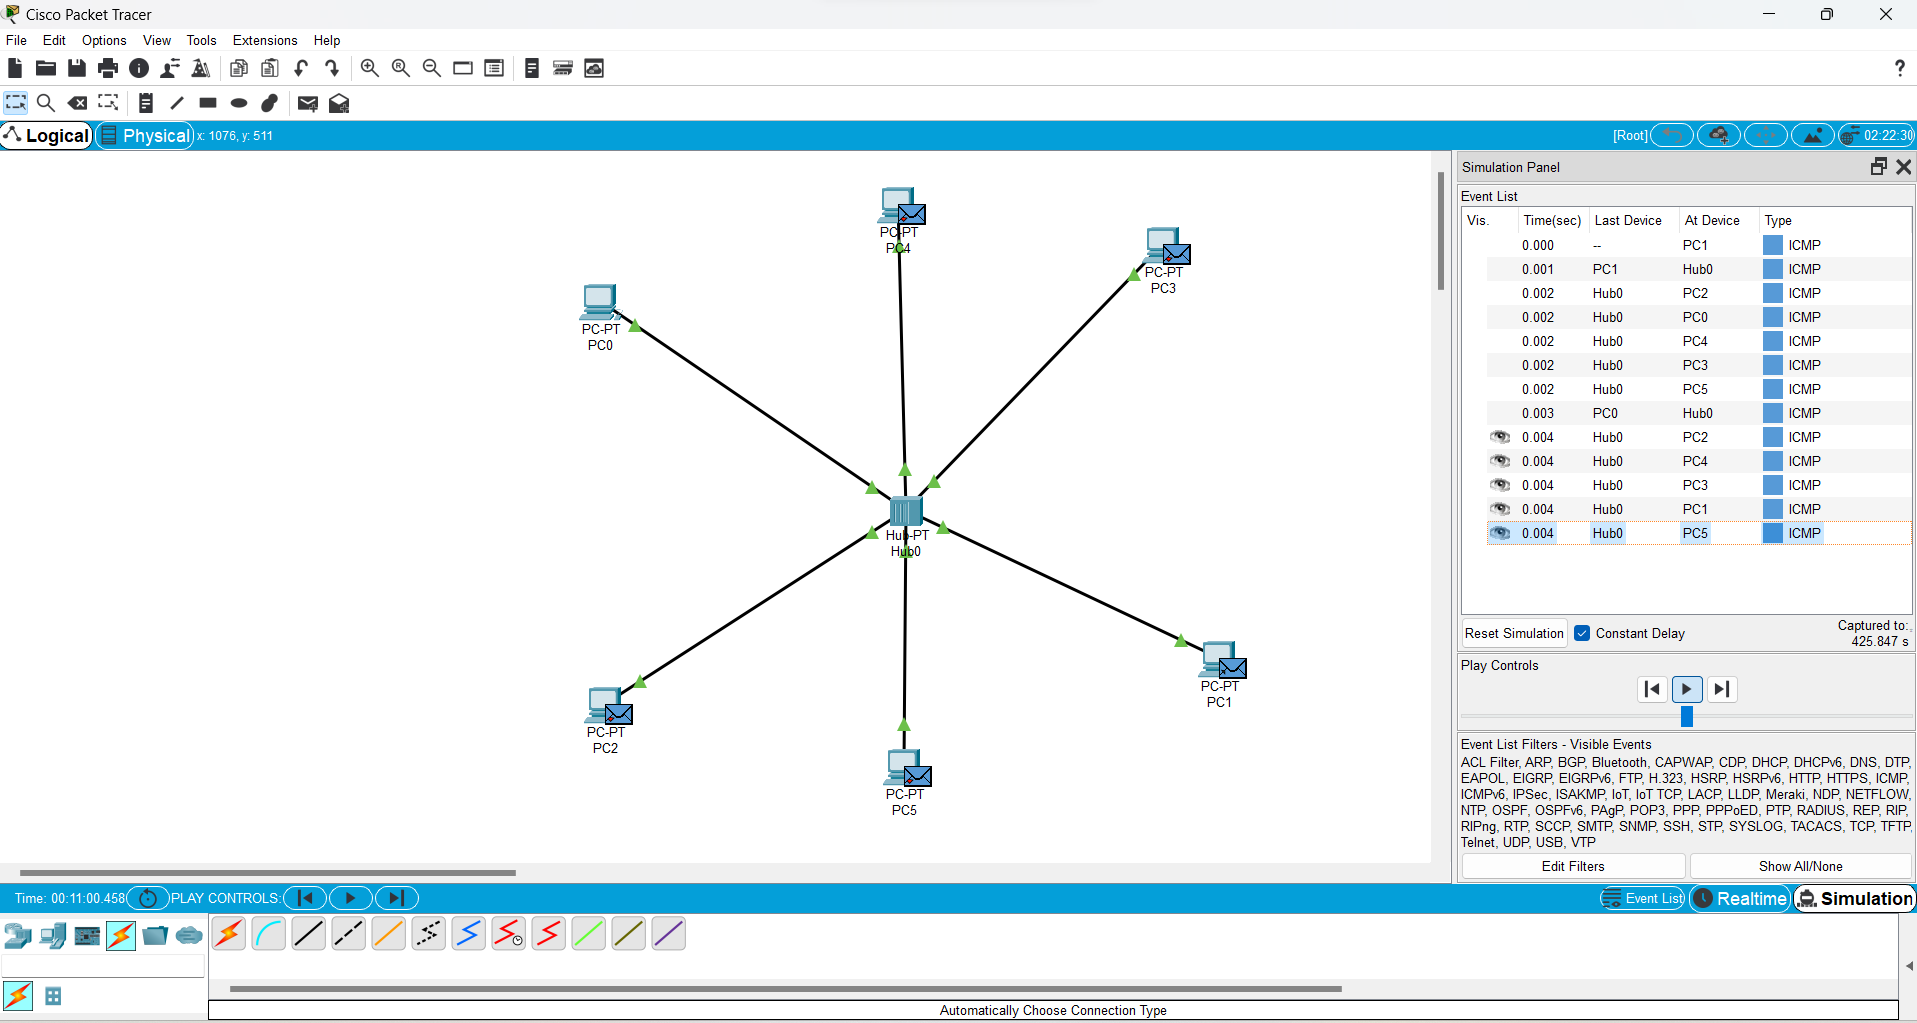 Cisco Packet Tracer
File Edit Options View Tools Extensions Help
?
Logical Physical x: 1076, y: 511 [Root] 02:22:30
Simulation Panel
Event List
Vis. Time(sec) Last Device At Device Type
0.000 -- PC1 ICMP
0.001 PC1 Hub0 ICMP
0.002 Hub0 PC2 ICMP
0.002 Hub0 PC0 ICMP
0.002 Hub0 PC4 ICMP
0.002 Hub0 PC3 ICMP
0.002 Hub0 PC5 ICMP
0.003 PC0 Hub0 ICMP
0.004 Hub0 PC2 ICMP
0.004 Hub0 PC4 ICMP
0.004 Hub0 PC3 ICMP
0.004 Hub0 PC1 ICMP
0.004 Hub0 PC5 ICMP
Reset Simulation Constant Delay Captured to:
425.847 s
Play Controls
Event List Filters - Visible Events
ACL Filter, ARP, BGP, Bluetooth, CAPWAP, CDP, DHCP, DHCPv6, DNS, DTP,
EAPOL, EIGRP, EIGRPv6, FTP, H.323, HSRP, HSRPv6, HTTP, HTTPS, ICMP,
ICMPv6, IPSec, ISAKMP, IoT, IoT TCP, LACP, LLDP, Meraki, NDP, NETFLOW,
NTP, OSPF, OSPFv6, PAgP, POP3, PPP, PPPoED, PTP, RADIUS, REP, RIP,
RIPng, RTP, SCCP, SMTP, SNMP, SSH, STP, SYSLOG, TACACS, TCP, TFTP,
Telnet, UDP, USB, VTP
Edit Filters Show All/None
PC-PT
PC4
PC-PT
PC3
PC-PT
PC0
Hub-PT
Hub0
PC-PT
PC1
PC-PT
PC2
PC-PT
PC5
Time: 00:11:00.458 PLAY CONTROLS: Event List Realtime Simulation
Automatically Choose Connection Type